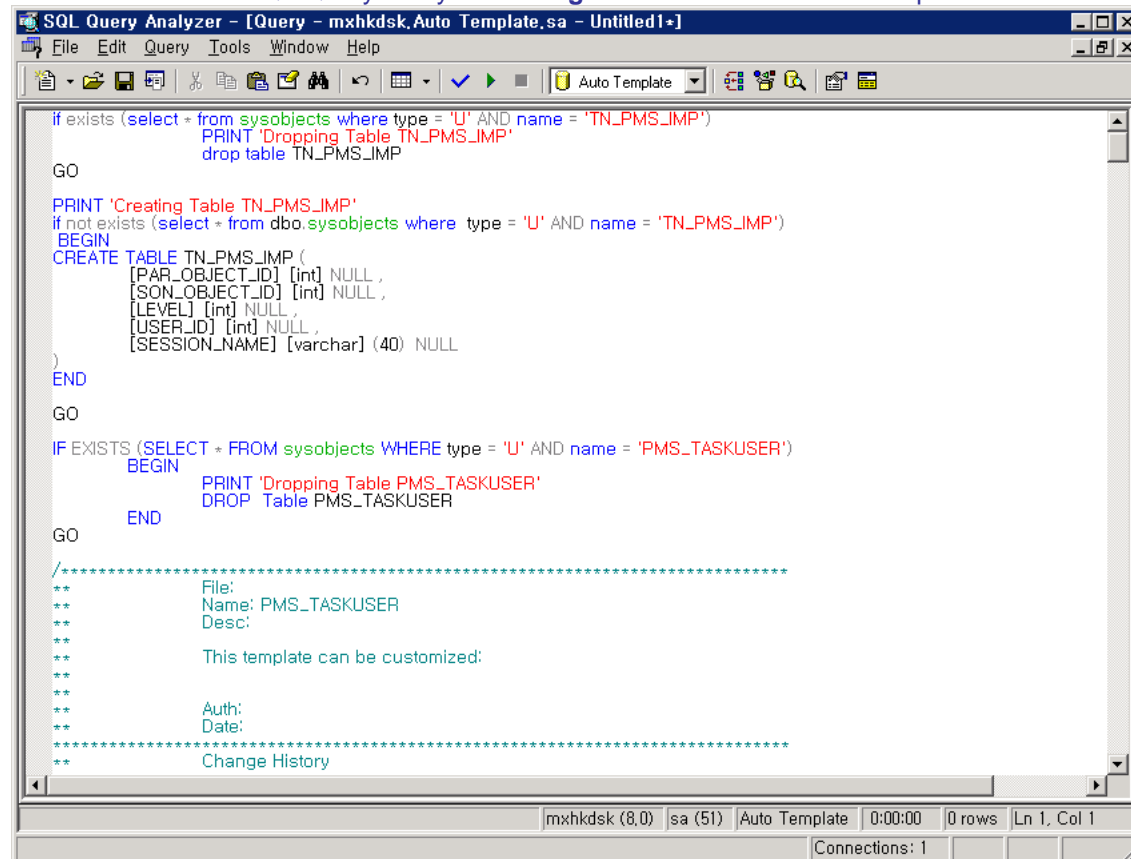 SQL Query Analyzer - [Query - mxhkdsk.Auto Template.sa - Untitled1*]
File Edit Query Tools Window Help
Auto Template
if exists (select * from sysobjects where type = 'U' AND name = 'TN_PMS_IMP')
PRINT 'Dropping Table TN_PMS_IMP'
drop table TN_PMS_IMP
GO
PRINT 'Creating Table TN_PMS_IMP'
if not exists (select * from dbo.sysobjects where type = 'U' AND name = 'TN_PMS_IMP')
BEGIN
CREATE TABLE TN_PMS_IMP (
[PAR_OBJECT_ID] [int] NULL ,
[SON_OBJECT_ID] [int] NULL ,
[LEVEL] [int] NULL ,
[USER_ID] [int] NULL ,
[SESSION_NAME] [varchar] (40) NULL
)
END
GO
IF EXISTS (SELECT * FROM sysobjects WHERE type = 'U' AND name = 'PMS_TASKUSER')
BEGIN
PRINT 'Dropping Table PMS_TASKUSER'
DROP Table PMS_TASKUSER
END
GO
/******************************************************************************
** File:
** Name: PMS_TASKUSER
** Desc:
**
** This template can be customized:
**
**
** Auth:
** Date:
*******************************************************************************
** Change History
mxhkdsk (8,0) sa (51) Auto Template 0:00:00 0 rows Ln 1, Col 1
Connections: 1